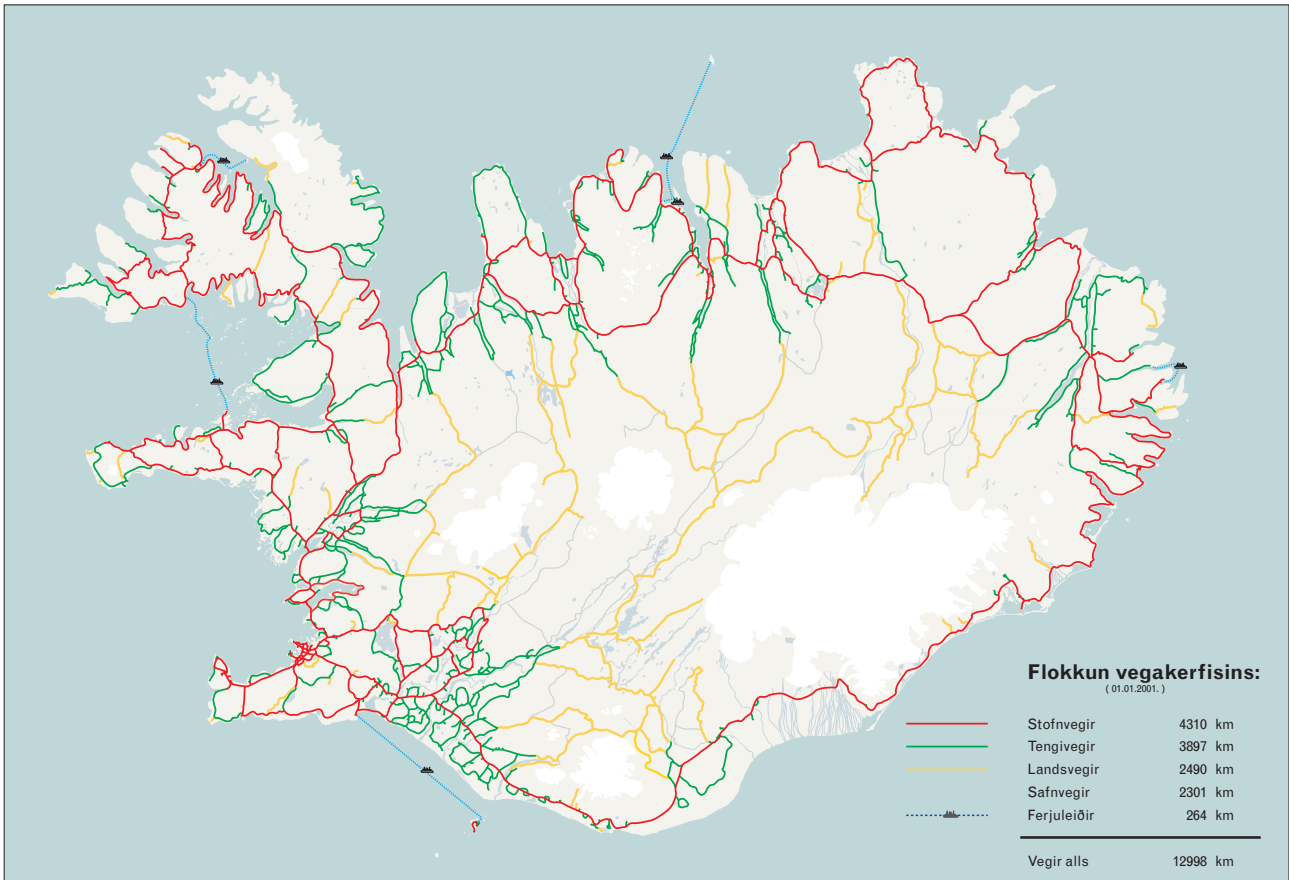 Flokkun vegakerfisins:
( 01.01.2001. )
Stofnvegir 4310 km
Tengivegir 3897 km
Landsvegir 2490 km
Safnvegir 2301 km
Ferjuleiðir 264 km
Vegir alls 12998 km